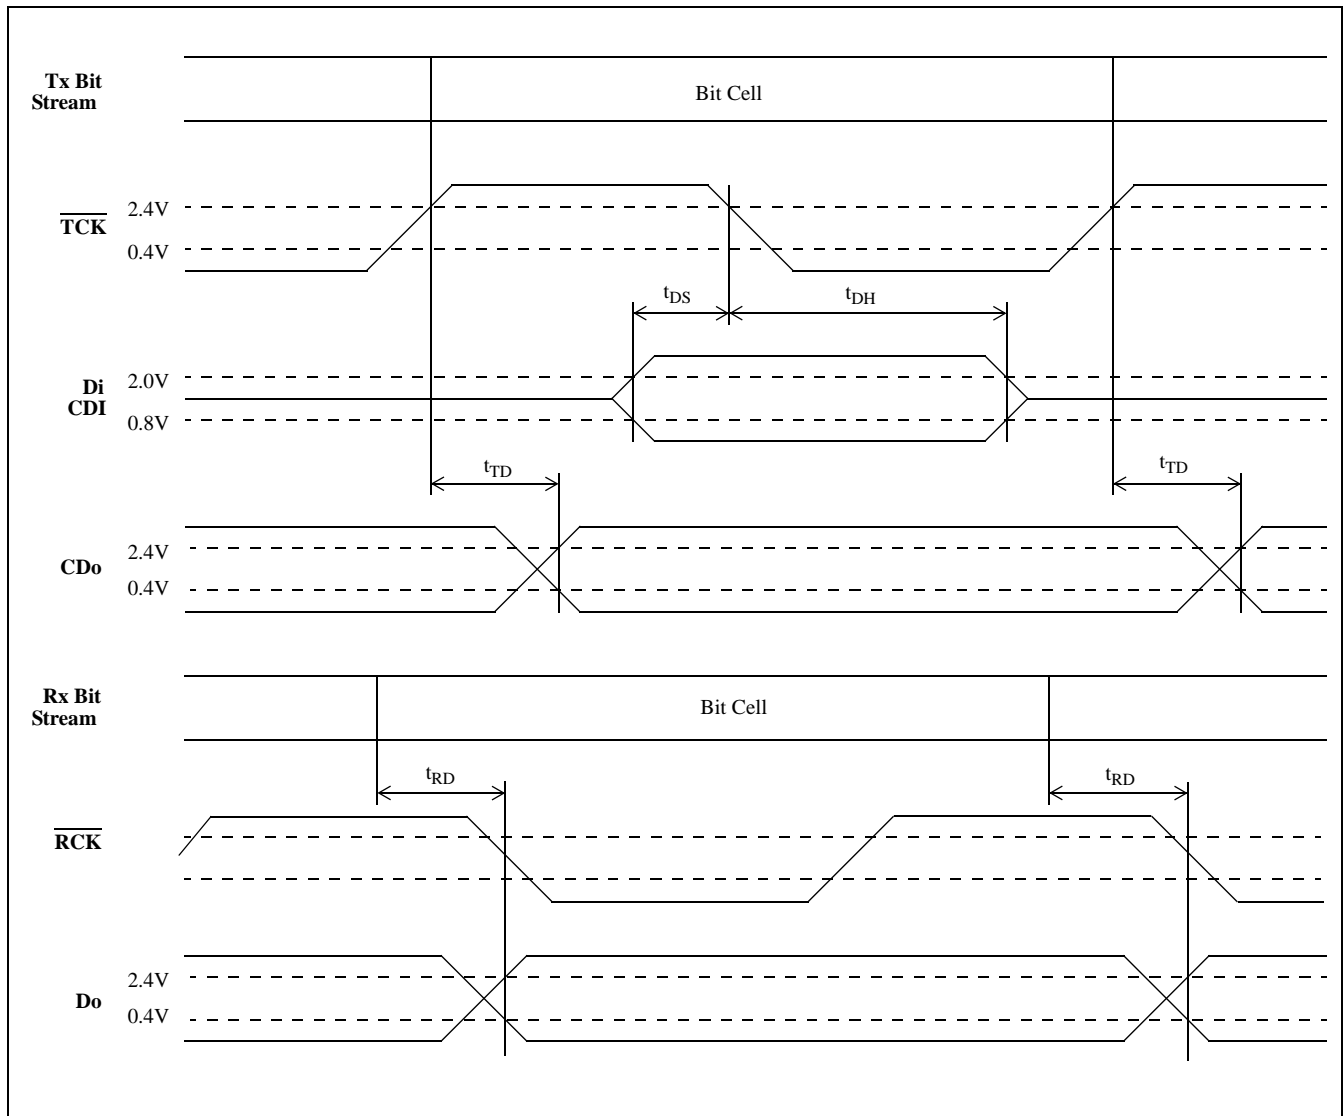 Tx Bit
Stream
Bit Cell
TCK
2.4V
0.4V
tDS
tDH
Di
CDI
2.0V
0.8V
tTD
tTD
CDo
2.4V
0.4V
Rx Bit
Stream
Bit Cell
tRD
tRD
RCK
Do
2.4V
0.4V